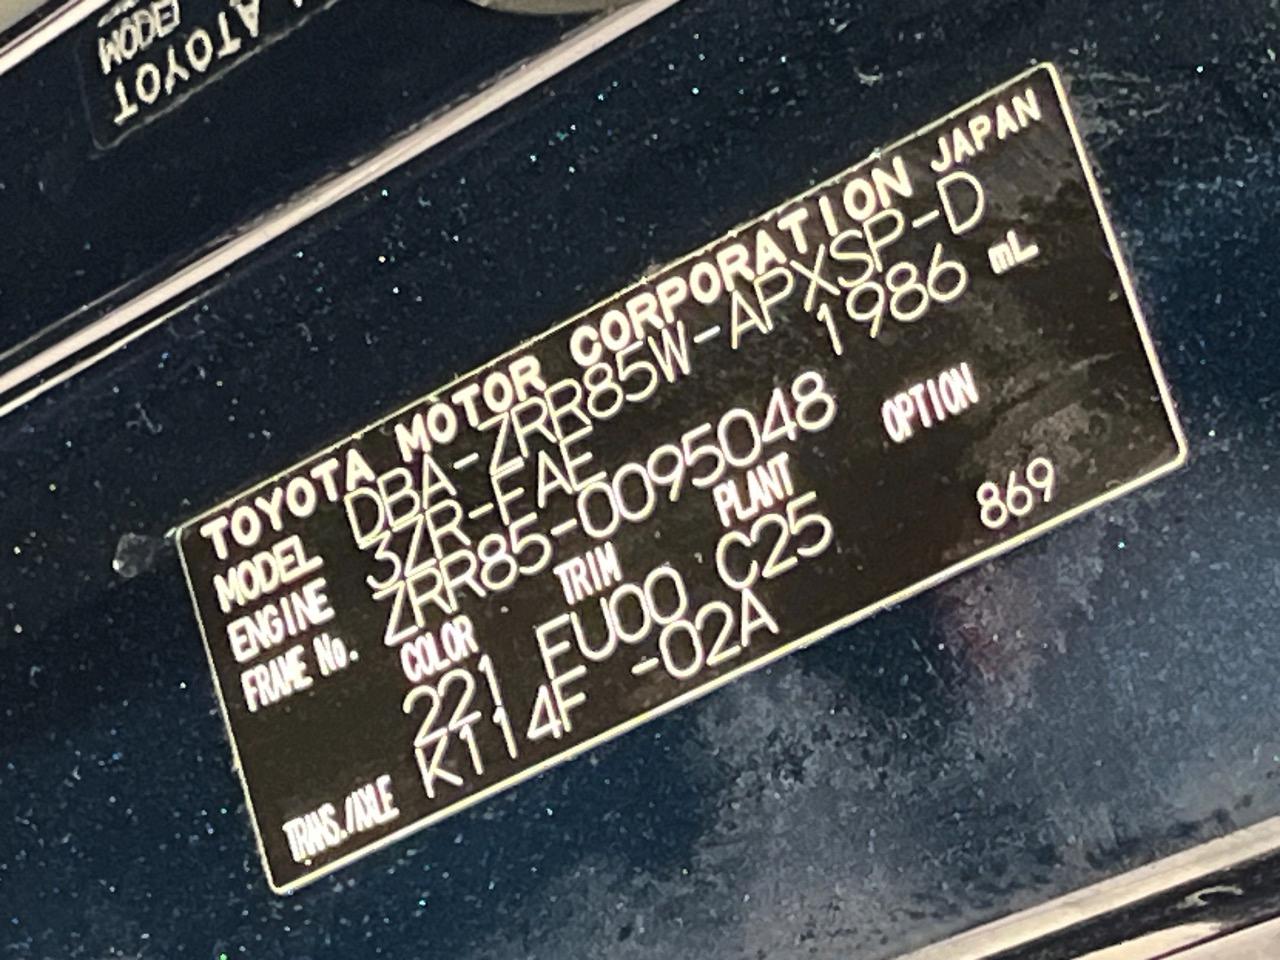 TOYOTA MOTOR CORPORATION JAPAN
MODEL DBA-ZRR85W-APXSP-D
ENGINE 3ZR-FAE 1986 mL
FRAME No. ZRR85-0095048
COLOR TRIM PLANT OPTION
221 FU00 C25 869
TRANS./AXLE K114F -02A
ATOYOT
MODEL